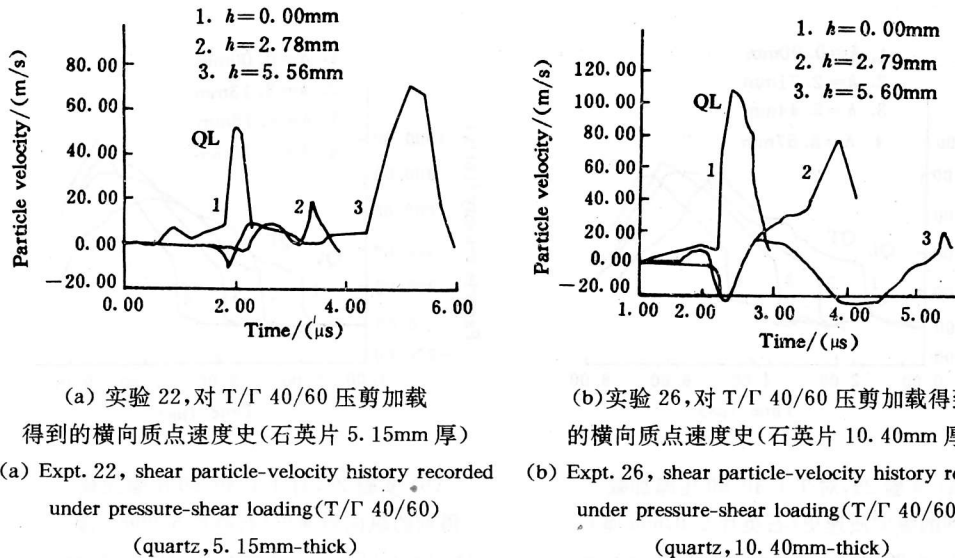 1. h=0.00mm
2. h=2.78mm
3. h=5.56mm
Particle velocity/(m/s)
80.00
60.00
40.00
20.00
0.00
−20.00
QL
1
2
3
0.00
2.00
4.00
6.00
Time/(μs)
(a) 实验 22,对 T/Γ 40/60 压剪加载
得到的横向质点速度史(石英片 5.15mm 厚)
(a) Expt. 22, shear particle-velocity history recorded
under pressure-shear loading(T/Γ 40/60)
(quartz,5.15mm-thick)
1. h=0.00mm
2. h=2.79mm
3. h=5.60mm
Particle velocity/(m/s)
120.00
100.00
80.00
60.00
40.00
20.00
0.00
−20.00
QL
1
2
3
1.00
2.00
3.00
4.00
5.00
Time/(μs)
(b)实验 26,对 T/Γ 40/60 压剪加载得
的横向质点速度史(石英片 10.40mm 厚
(b) Expt. 26, shear particle-velocity history re
under pressure-shear loading(T/Γ 40/60
(quartz,10.40mm-thick)